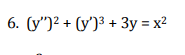 6. (y'')² + (y')³ + 3y = x²